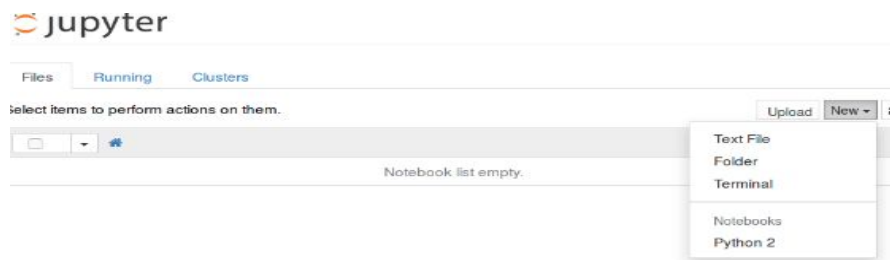 jupyter
Files Running Clusters
Select items to perform actions on them.
Upload New
Text File
Folder
Notebook list empty.
Terminal
Notebooks
Python 2